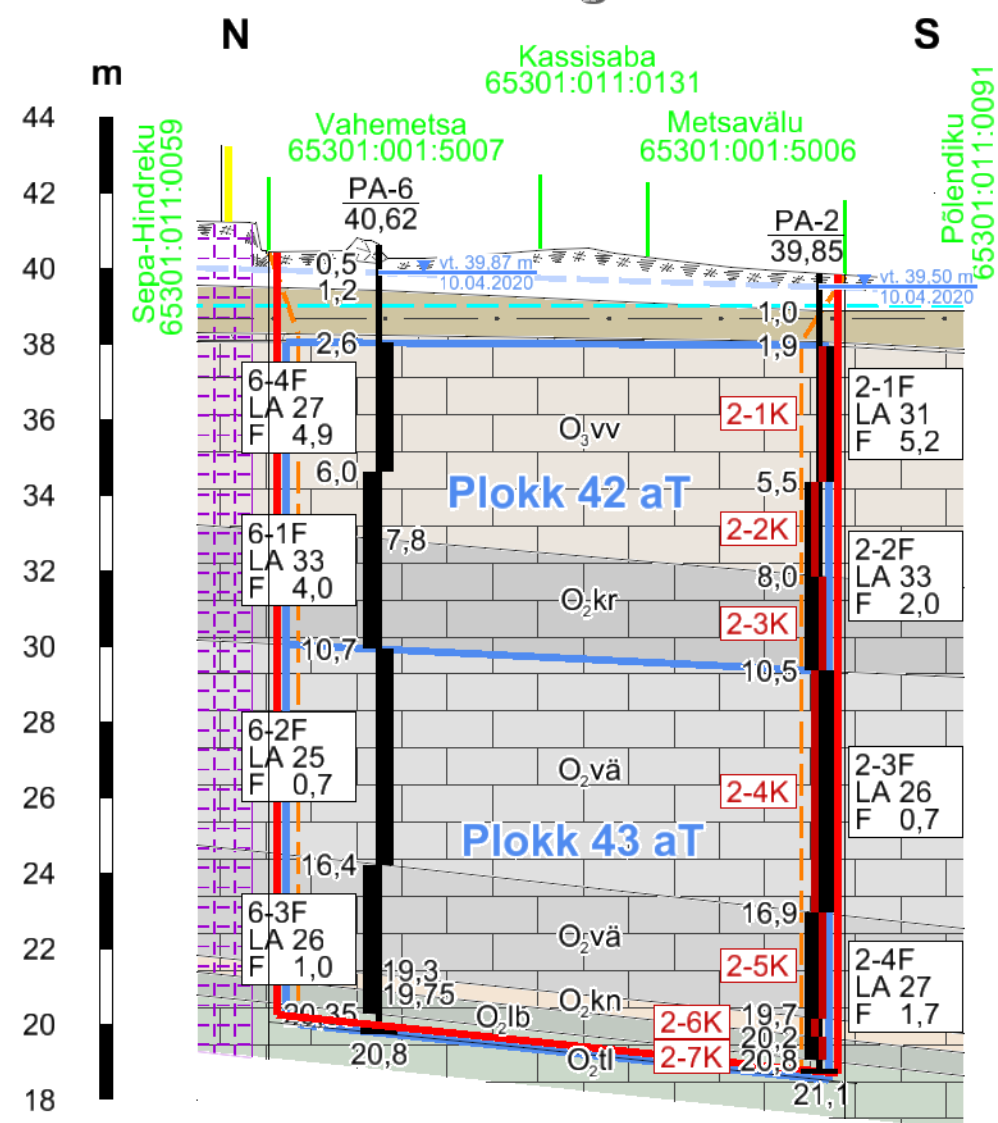 N
S
m
Kassisaba
65301:011:0131
Vahemetsa
65301:001:5007
Metsavälu
65301:001:5006
Sepa-Hindreku
65301:011:0059
Põlendiku
65301:011:0091
PA-6
40,62
PA-2
39,85
vt. 39,87 m
10.04.2020
vt. 39,50 m
10.04.2020
44
42
40
38
36
34
32
30
28
26
24
22
20
18
0,5
1,2
2,6
6,0
7,8
10,7
16,4
19,3
19,75
20,8
1,0
1,9
5,5
8,0
10,5
16,9
19,7
20,2
20,8
21,1
6-4F
LA 27
F 4,9
6-1F
LA 33
F 4,0
6-2F
LA 25
F 0,7
6-3F
LA 26
F 1,0
O3vv
Plokk 42 aT
O2kr
O2vä
Plokk 43 aT
O2vä
O2kn
O2lb
O2tl
2-1K
2-2K
2-3K
2-4K
2-5K
2-6K
2-7K
2-1F
LA 31
F 5,2
2-2F
LA 33
F 2,0
2-3F
LA 26
F 0,7
2-4F
LA 27
F 1,7